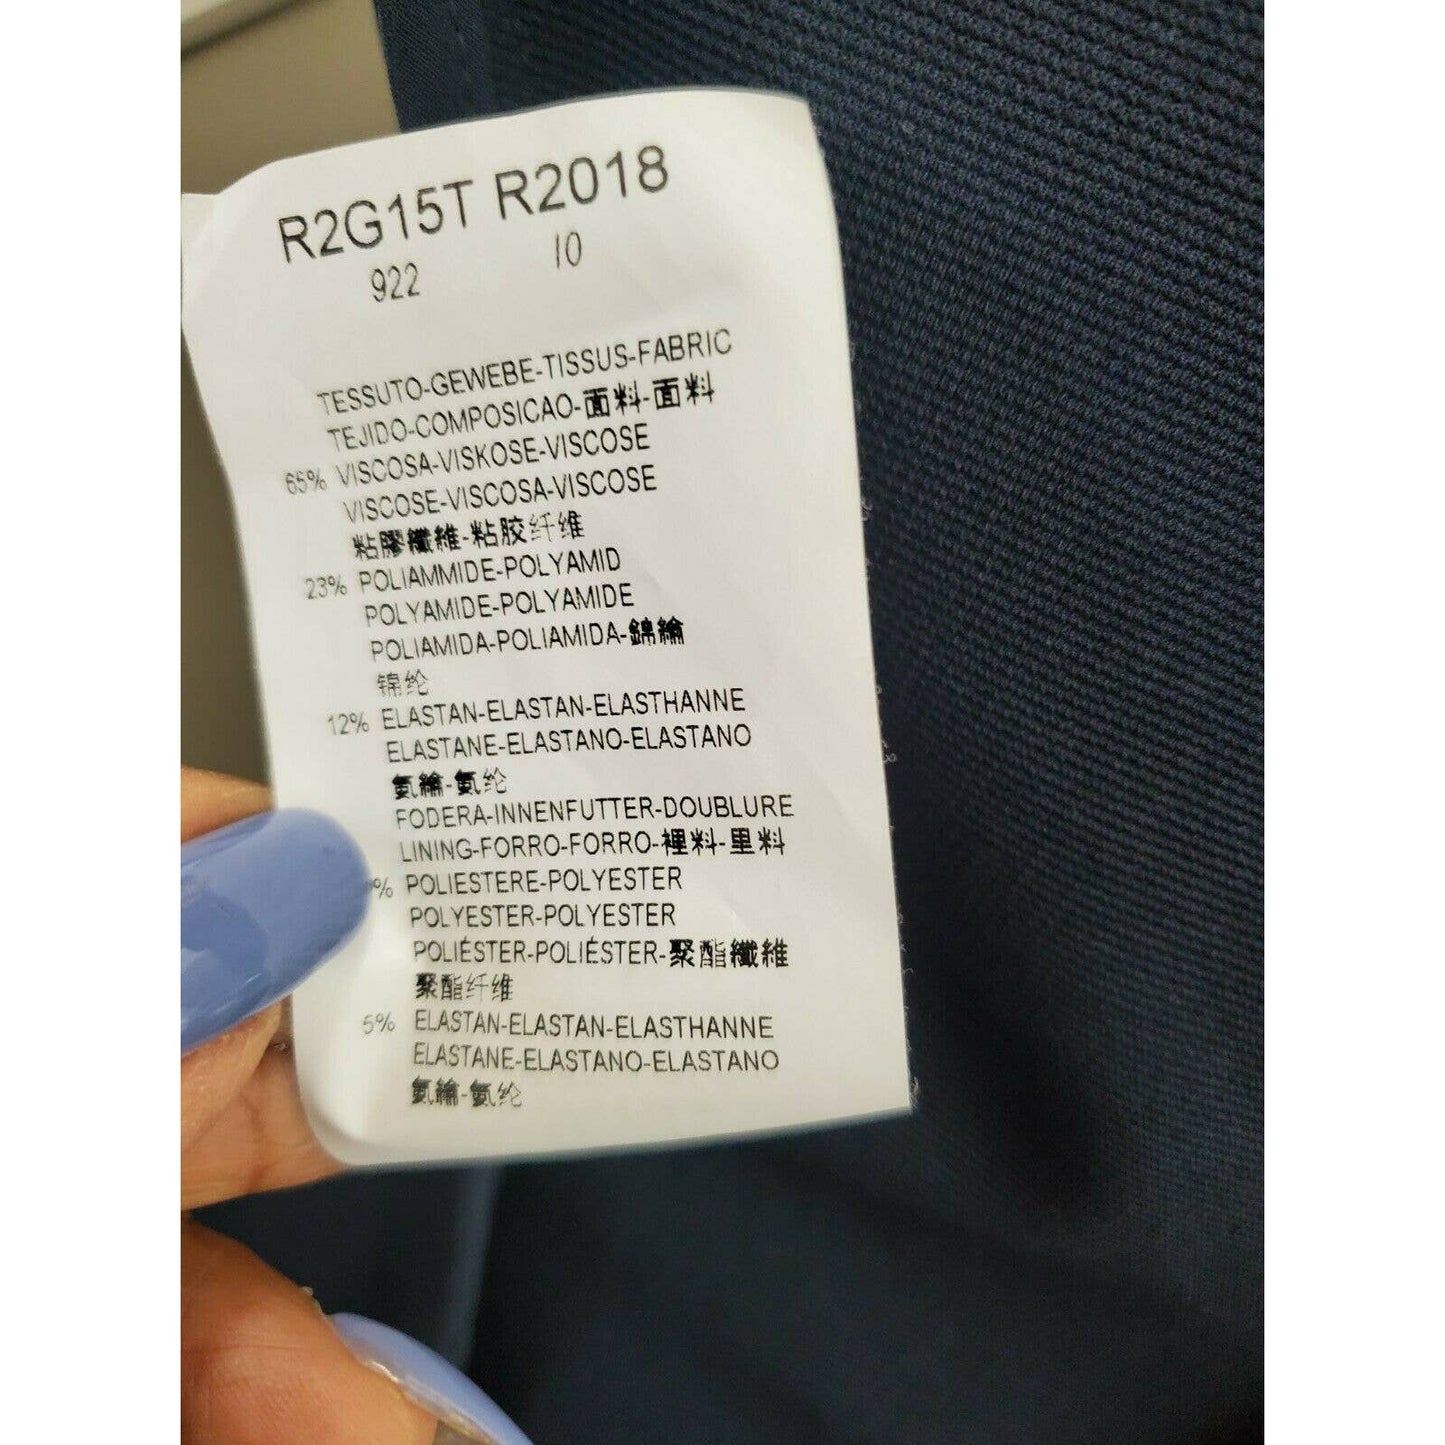 R2G15T R2018
922 10
TESSUTO-GEWEBE-TISSUS-FABRIC
TEJIDO-COMPOSICAO-面料-面料
65% VISCOSA-VISKOSE-VISCOSE
VISCOSE-VISCOSA-VISCOSE
粘膠纖維-粘胶纤维
23% POLIAMMIDE-POLYAMID
POLYAMIDE-POLYAMIDE
POLIAMIDA-POLIAMIDA-錦綸
锦纶
12% ELASTAN-ELASTAN-ELASTHANNE
ELASTANE-ELASTANO-ELASTANO
氨綸-氨纶
FODERA-INNENFUTTER-DOUBLURE
LINING-FORRO-FORRO-裡料-里料
% POLIESTERE-POLYESTER
POLYESTER-POLYESTER
POLIÉSTER-POLIÉSTER-聚酯纖維
聚酯纤维
5% ELASTAN-ELASTAN-ELASTHANNE
ELASTANE-ELASTANO-ELASTANO
氨綸-氨纶